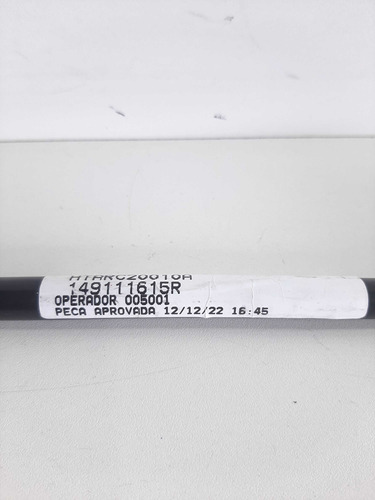 149111615R
OPERADOR 005001
PECA APROVADA 12/12/22 16:45